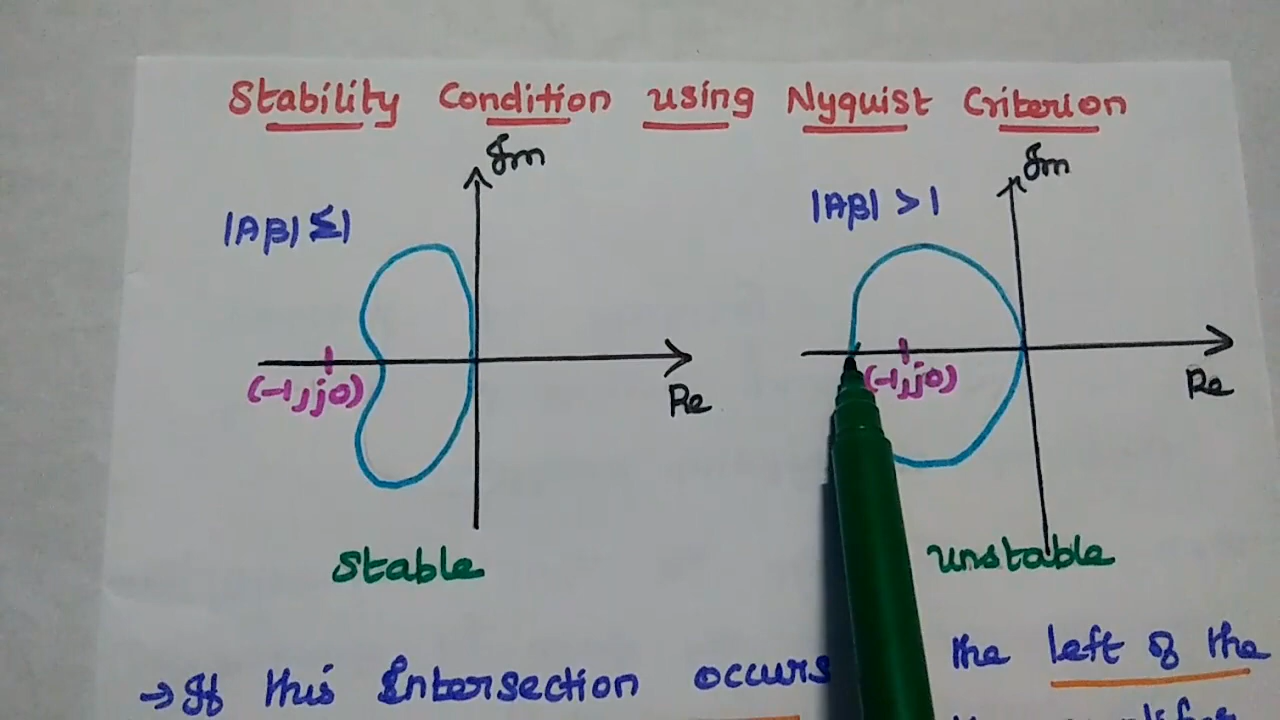 Stability Condition using Nyquist Criterion
Im
Im
|Aβ| ≤1
|Aβ| > 1
(-1,j0)
Re
(-1,j0)
Re
Stable
unstable
→ If this Intersection occurs
the left of the